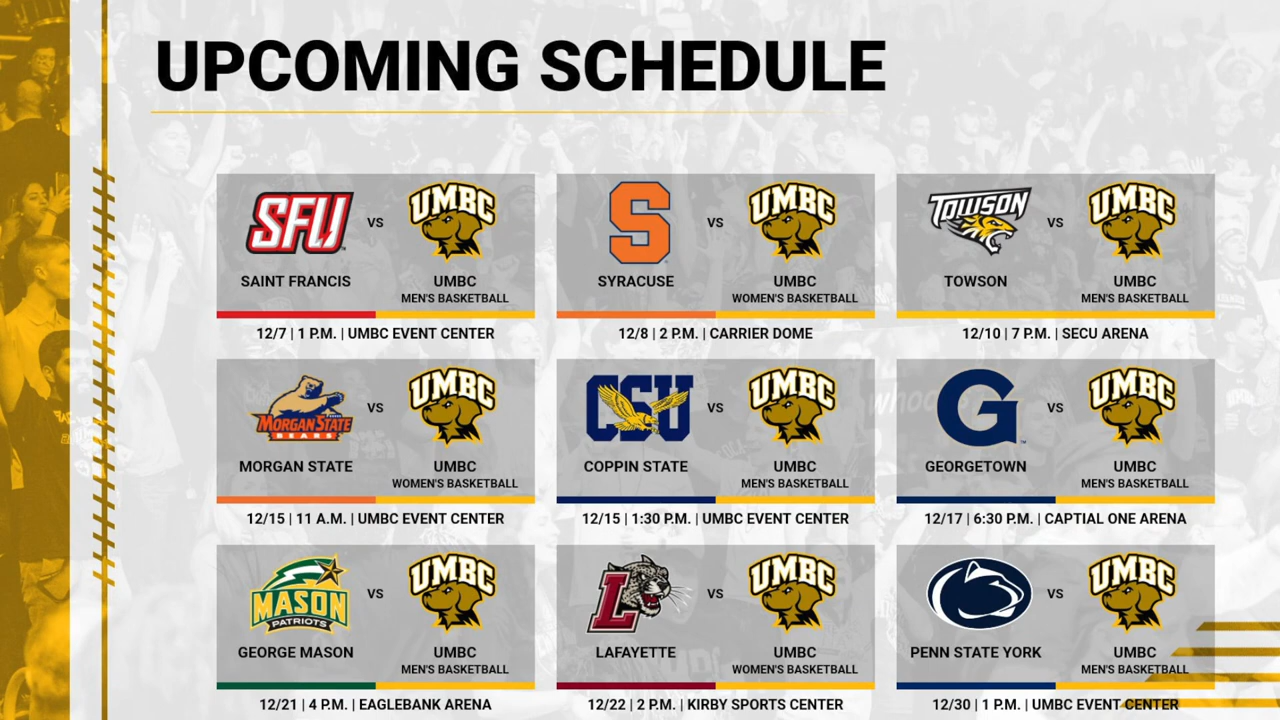 UPCOMING SCHEDULE
SFU VS UMBC
SAINT FRANCIS UMBC
MEN'S BASKETBALL
12/7 | 1 P.M. | UMBC EVENT CENTER
S VS UMBC
SYRACUSE UMBC
WOMEN'S BASKETBALL
12/8 | 2 P.M. | CARRIER DOME
TOWSON VS UMBC
TOWSON UMBC
MEN'S BASKETBALL
12/10 | 7 P.M. | SECU ARENA
MORGAN STATE
BEARS
VS UMBC
MORGAN STATE UMBC
WOMEN'S BASKETBALL
12/15 | 11 A.M. | UMBC EVENT CENTER
CSU VS UMBC
COPPIN STATE UMBC
MEN'S BASKETBALL
12/15 | 1:30 P.M. | UMBC EVENT CENTER
G VS UMBC
GEORGETOWN UMBC
MEN'S BASKETBALL
12/17 | 6:30 P.M. | CAPTIAL ONE ARENA
MASON
PATRIOTS
VS UMBC
GEORGE MASON UMBC
MEN'S BASKETBALL
12/21 | 4 P.M. | EAGLEBANK ARENA
L VS UMBC
LAFAYETTE UMBC
WOMEN'S BASKETBALL
12/22 | 2 P.M. | KIRBY SPORTS CENTER
VS UMBC
PENN STATE YORK UMBC
MEN'S BASKETBALL
12/30 | 1 P.M. | UMBC EVENT CENTER